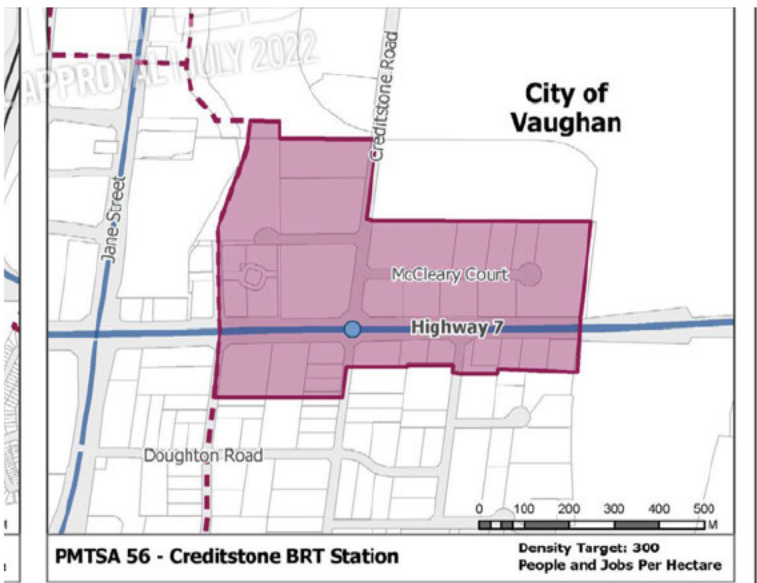 APPROVAL JULY 2022
City of
Vaughan
Creditstone Road
Jane Street
McCleary Court
Highway 7
Doughton Road
0 100 200 300 400 500
M
PMTSA 56 - Creditstone BRT Station
Density Target: 300
People and Jobs Per Hectare